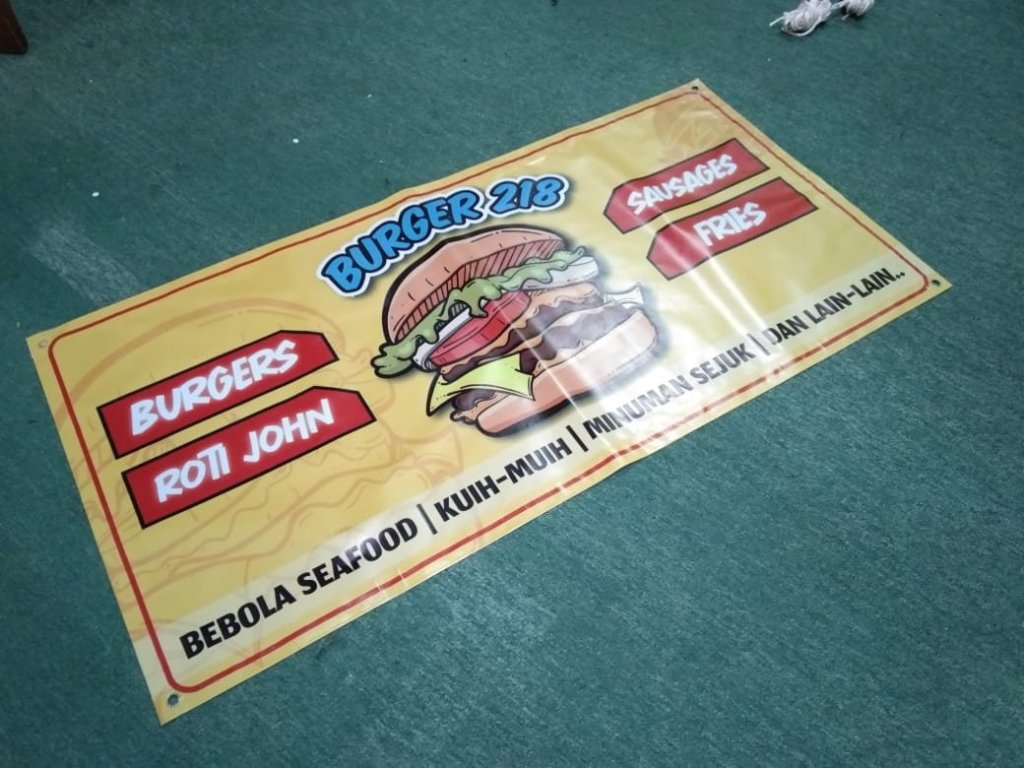 BURGER 218
BURGERS
ROTI JOHN
SAUSAGES
FRIES
BEBOLA SEAFOOD | KUIH-MUIH | MINUMAN SEJUK | DAN LAIN-LAIN..